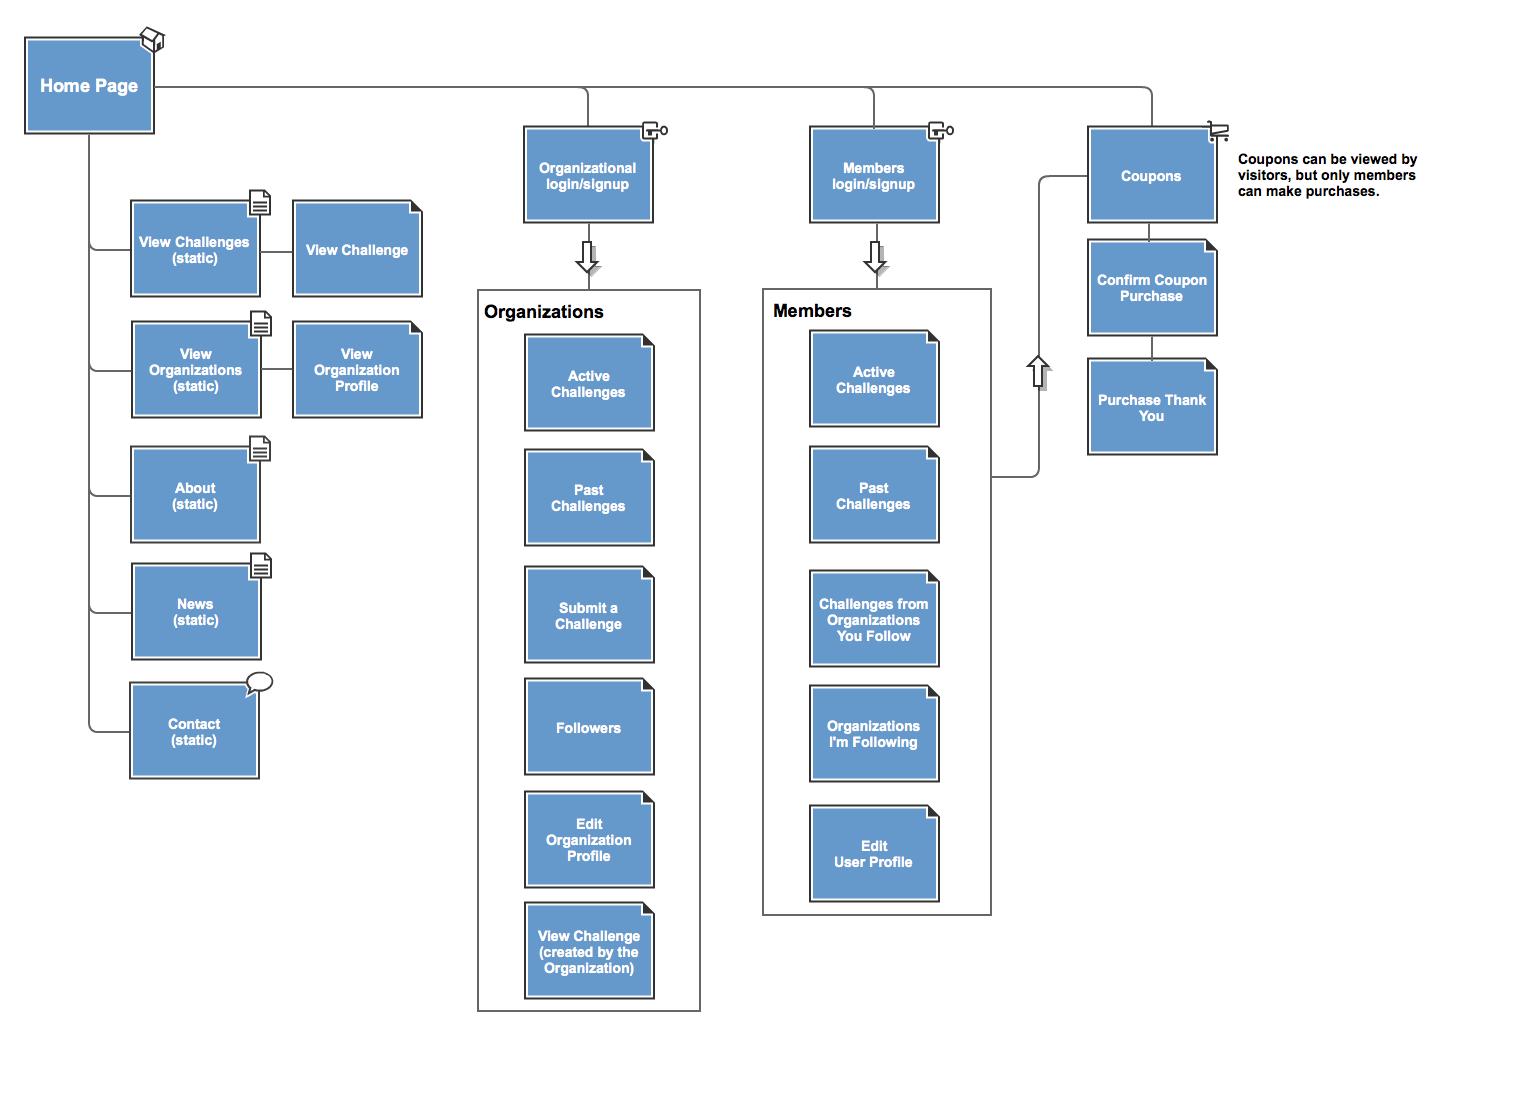 Home Page
Organizational
login/signup
Members
login/signup
Coupons
Coupons can be viewed by
visitors, but only members
can make purchases.
View Challenges
(static)
View Challenge
View
Organizations
(static)
View
Organization
Profile
About
(static)
News
(static)
Contact
(static)
Organizations
Active
Challenges
Past
Challenges
Submit a
Challenge
Followers
Edit
Organization
Profile
View Challenge
(created by the
Organization)
Members
Active
Challenges
Past
Challenges
Challenges from
Organizations
You Follow
Organizations
I'm Following
Edit
User Profile
Confirm Coupon
Purchase
Purchase Thank
You